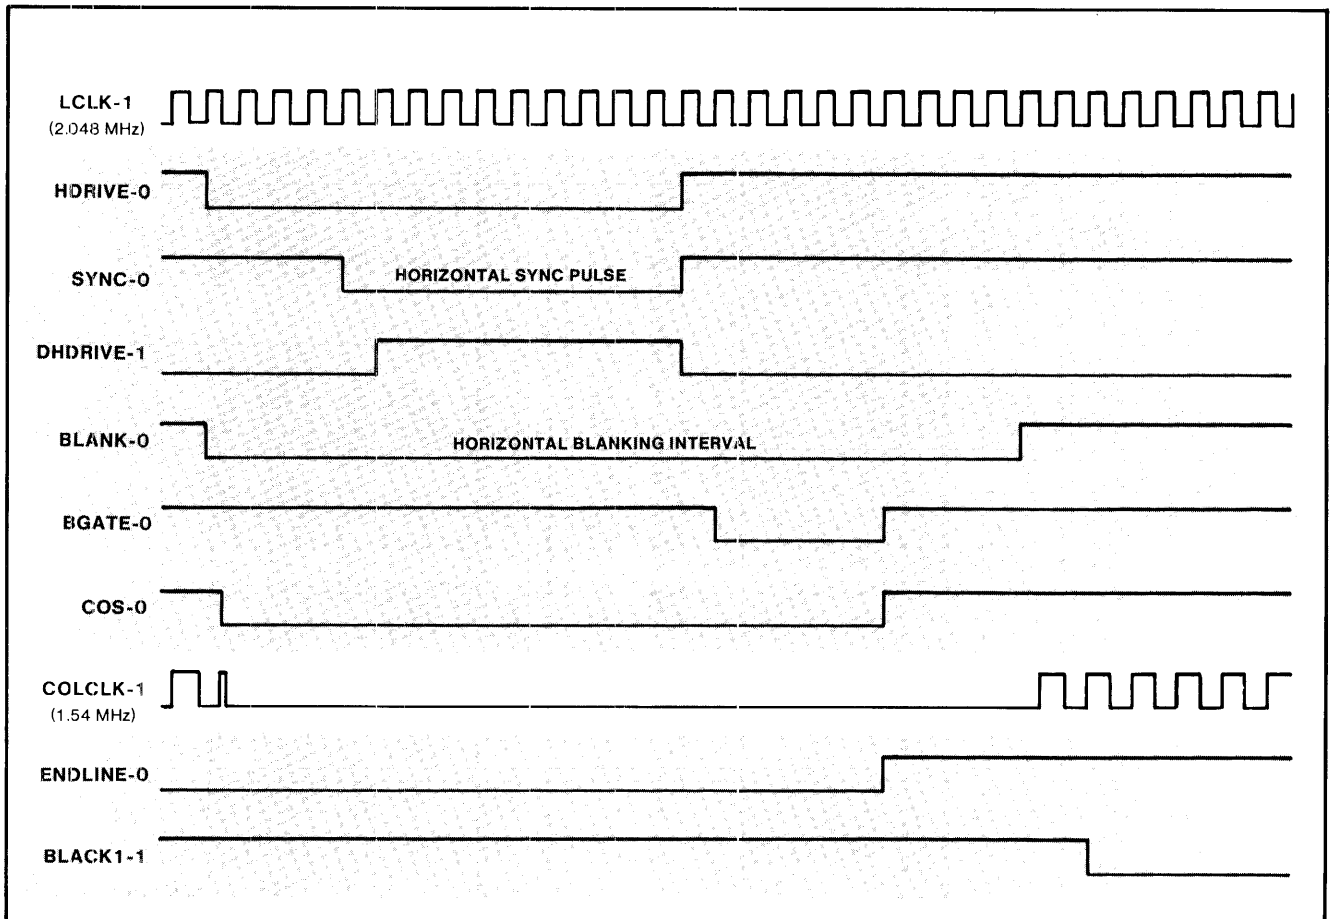 LCLK-1
(2.048 MHz)
HDRIVE-0
SYNC-0
HORIZONTAL SYNC PULSE
DHDRIVE-1
BLANK-0
HORIZONTAL BLANKING INTERVAL
BGATE-0
COS-0
COLCLK-1
(1.54 MHz)
ENDLINE-0
BLACK1-1